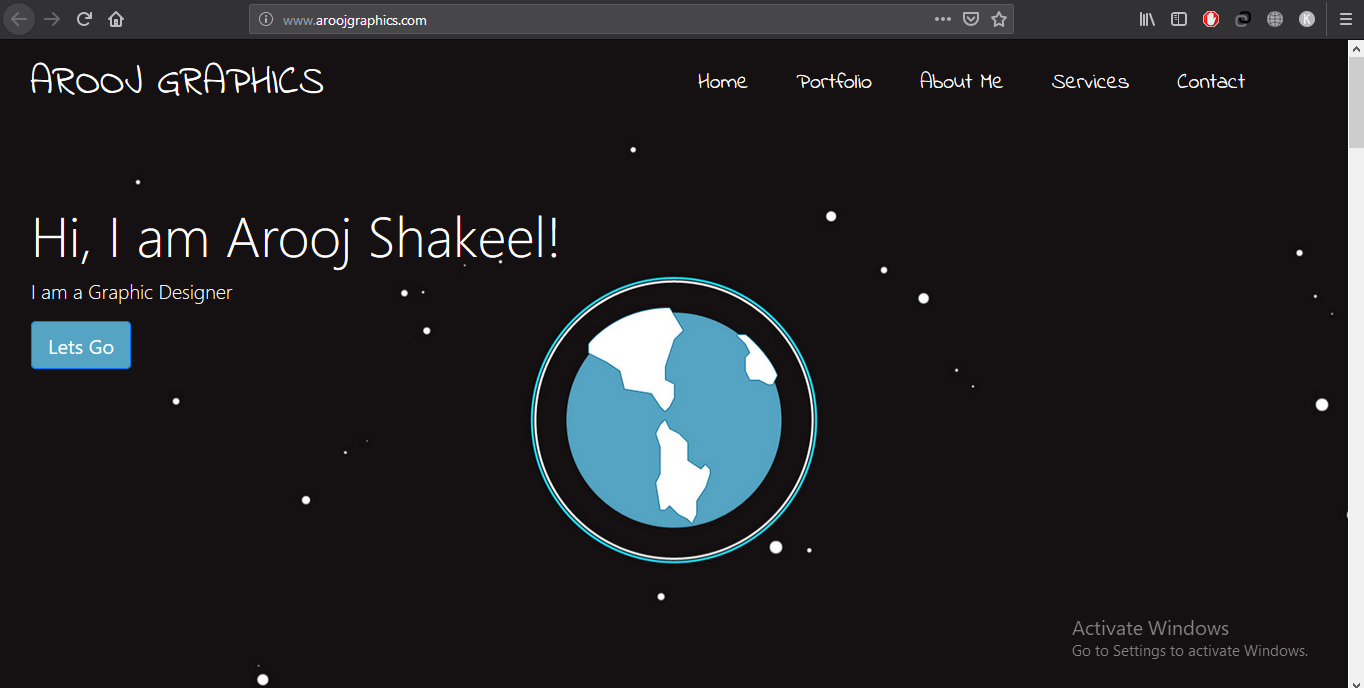 www.aroojgraphics.com
K
AROOJ GRAPHICS
Home Portfolio About Me Services Contact
Hi, I am Arooj Shakeel!
I am a Graphic Designer
Lets Go
Activate Windows
Go to Settings to activate Windows.